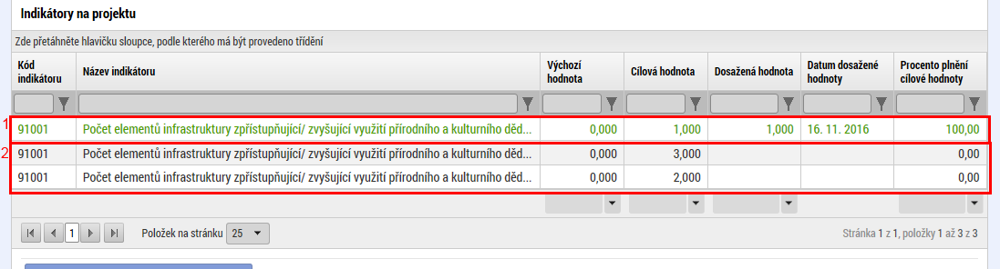 Indikátory na projektu
Zde přetáhněte hlavičku sloupce, podle kterého má být provedeno třídění
Kód indikátoru Název indikátoru Výchozí hodnota Cílová hodnota Dosažená hodnota Datum dosažené hodnoty Procento plnění cílové hodnoty
1 91001 Počet elementů infrastruktury zpřístupňující/ zvyšující využití přírodního a kulturního děd... 0,000 1,000 1,000 16. 11. 2016 100,00
2 91001 Počet elementů infrastruktury zpřístupňující/ zvyšující využití přírodního a kulturního děd... 0,000 3,000 0,00
91001 Počet elementů infrastruktury zpřístupňující/ zvyšující využití přírodního a kulturního děd... 0,000 2,000 0,00
1 Položek na stránku 25 Stránka 1 z 1, položky 1 až 3 z 3